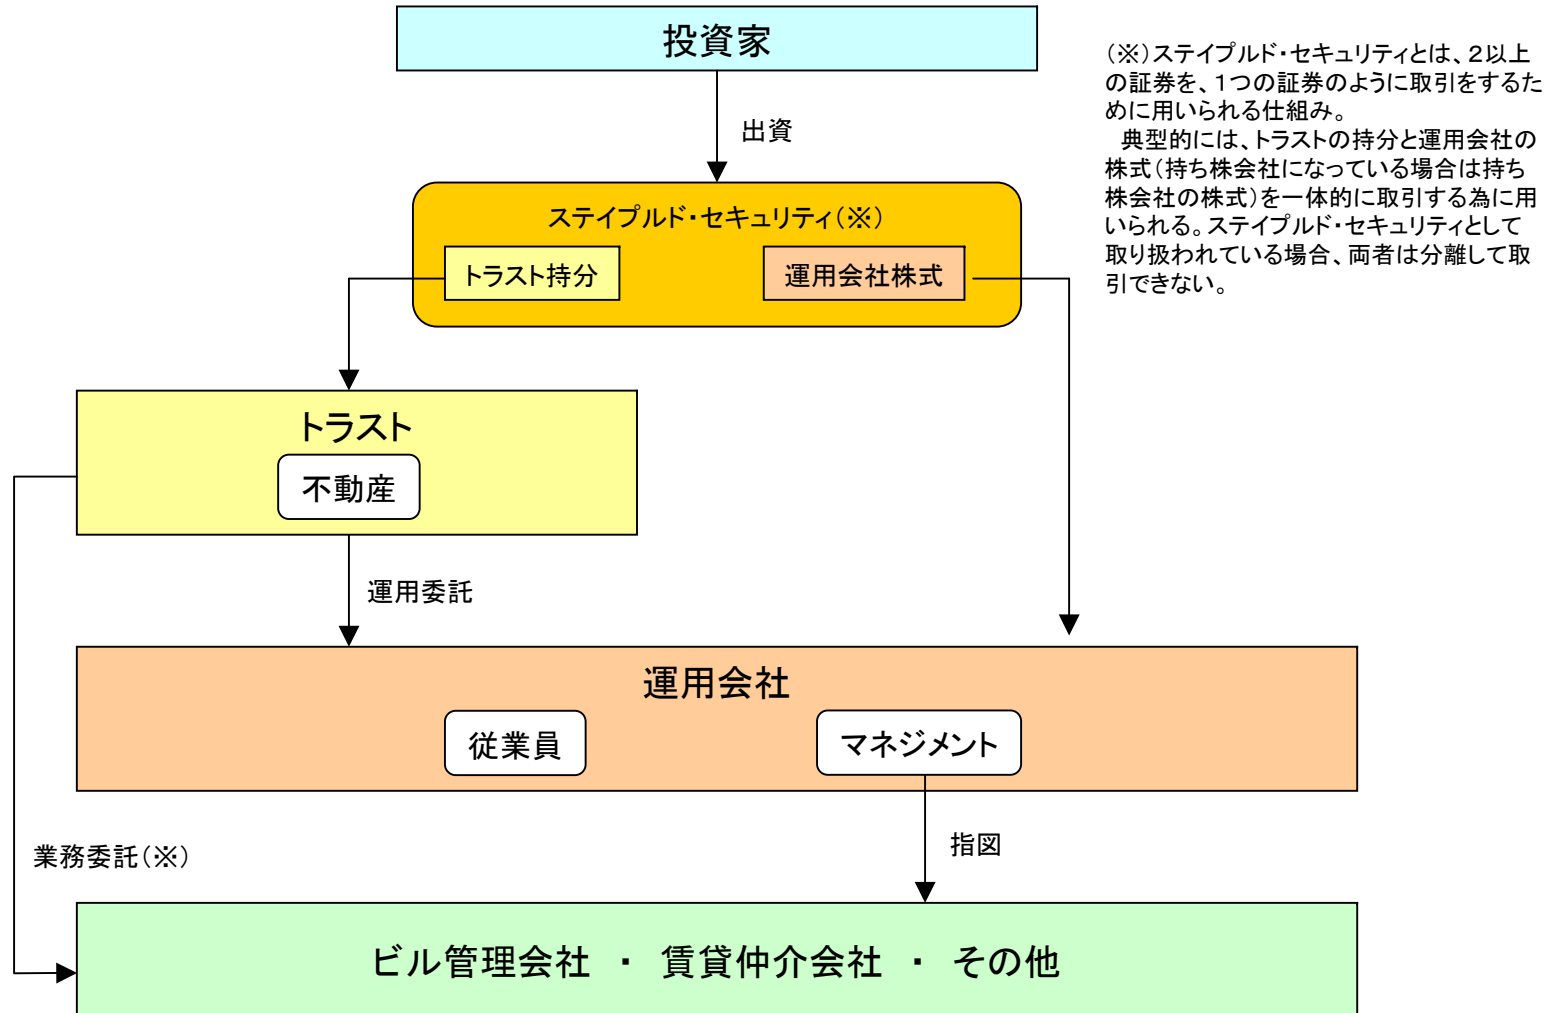 投資家
(※)ステイプルド・セキュリティとは、2以上
の証券を、1つの証券のように取引をするた
めに用いられる仕組み。
典型的には、トラストの持分と運用会社の
株式(持ち株会社になっている場合は持ち
株会社の株式)を一体的に取引する為に用
いられる。ステイプルド・セキュリティとして
取り扱われている場合、両者は分離して取
引できない。
出資
ステイプルド・セキュリティ(※)
トラスト持分
運用会社株式
トラスト
不動産
運用委託
運用会社
従業員
マネジメント
指図
業務委託(※)
ビル管理会社 ・ 賃貸仲介会社 ・ その他